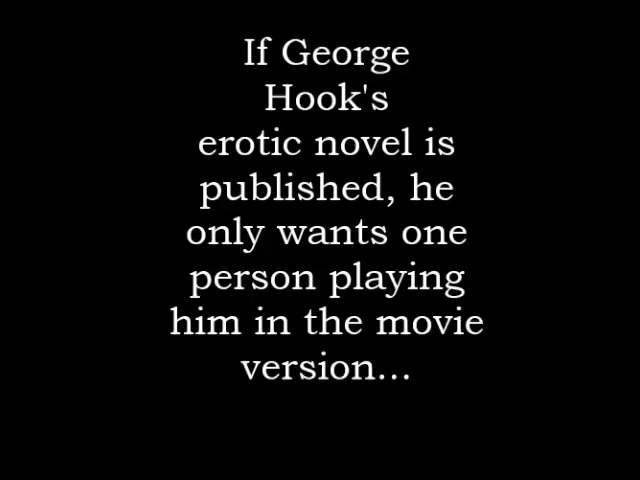 If George
Hook's
erotic novel is
published, he
only wants one
person playing
him in the movie
version...